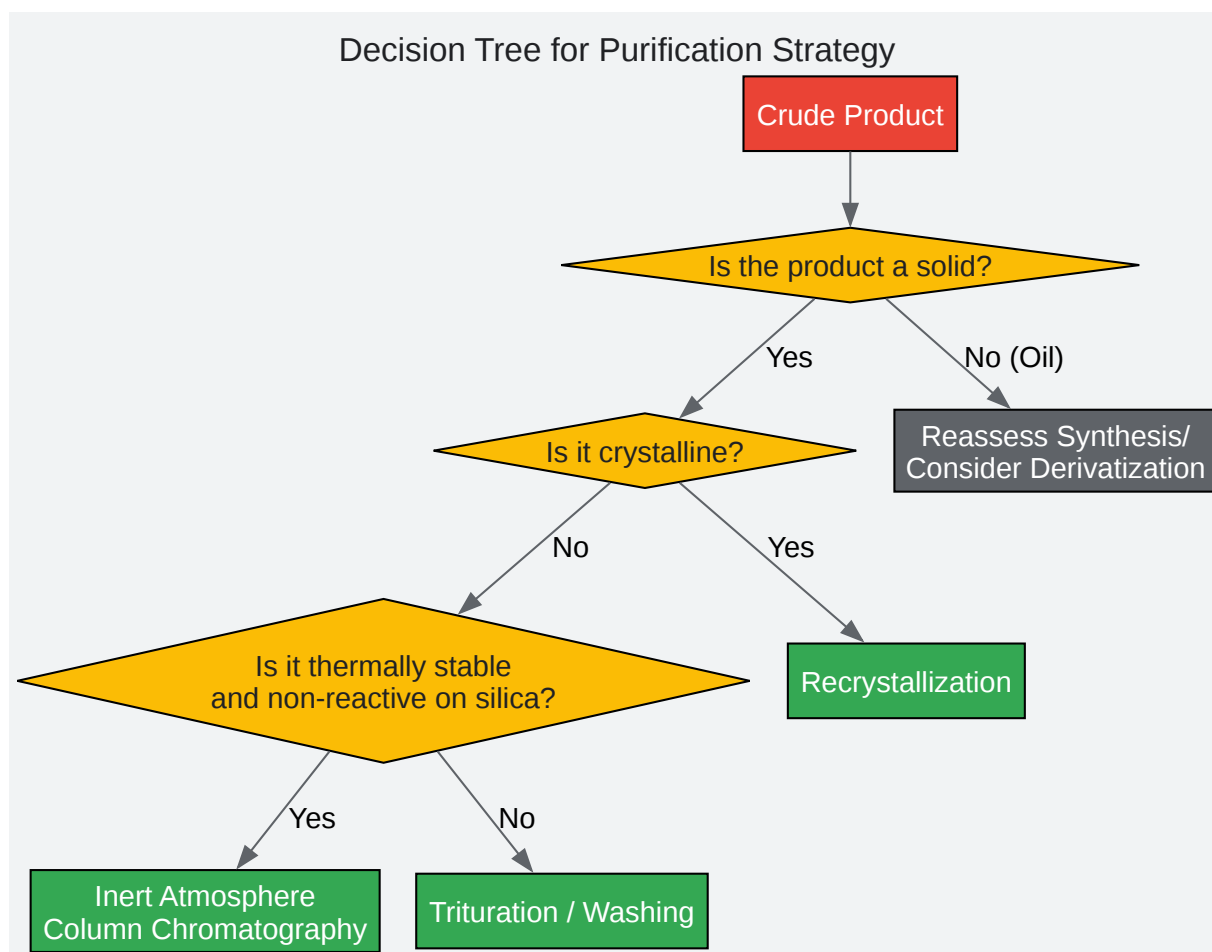 Decision Tree for Purification Strategy
Crude Product
Is the product a solid?
Yes
No (Oil)
Is it crystalline?
Reassess Synthesis/
Consider Derivatization
No
Yes
Is it thermally stable
and non-reactive on silica?
Recrystallization
Yes
No
Inert Atmosphere
Column Chromatography
Trituration / Washing